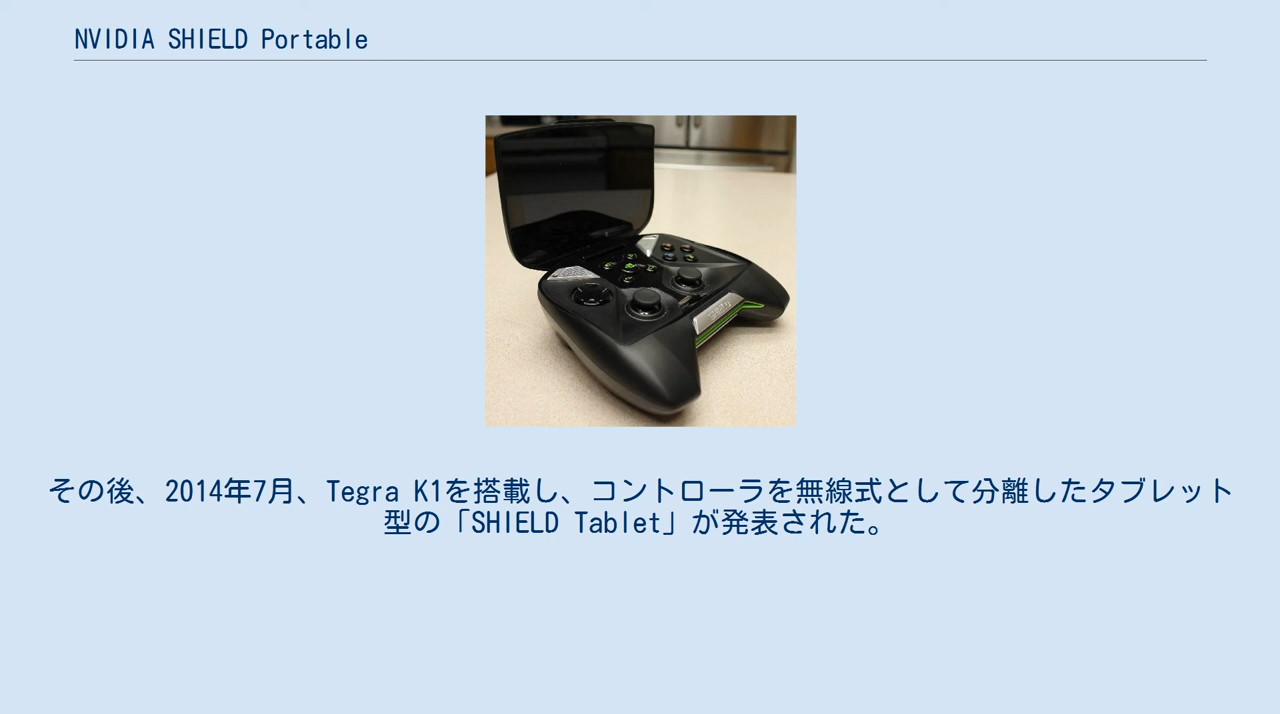 NVIDIA SHIELD Portable
その後、2014年7月、Tegra K1を搭載し、コントローラを無線式として分離したタブレット
型の「SHIELD Tablet」が発表された。